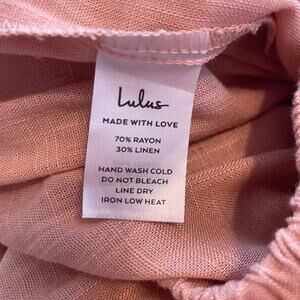 Lulus
MADE WITH LOVE
70% RAYON
30% LINEN
HAND WASH COLD
DO NOT BLEACH
LINE DRY
IRON LOW HEAT